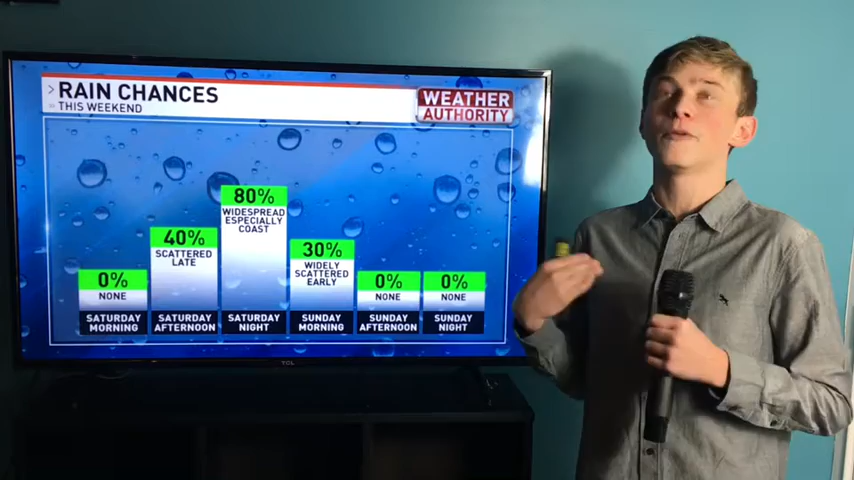 > RAIN CHANCES
THIS WEEKEND
WEATHER
AUTHORITY
0%
NONE
SATURDAY
MORNING
40%
SCATTERED
LATE
SATURDAY
AFTERNOON
80%
WIDESPREAD
ESPECIALLY
COAST
SATURDAY
NIGHT
30%
WIDELY
SCATTERED
EARLY
SUNDAY
MORNING
0%
NONE
SUNDAY
AFTERNOON
0%
NONE
SUNDAY
NIGHT
TCL